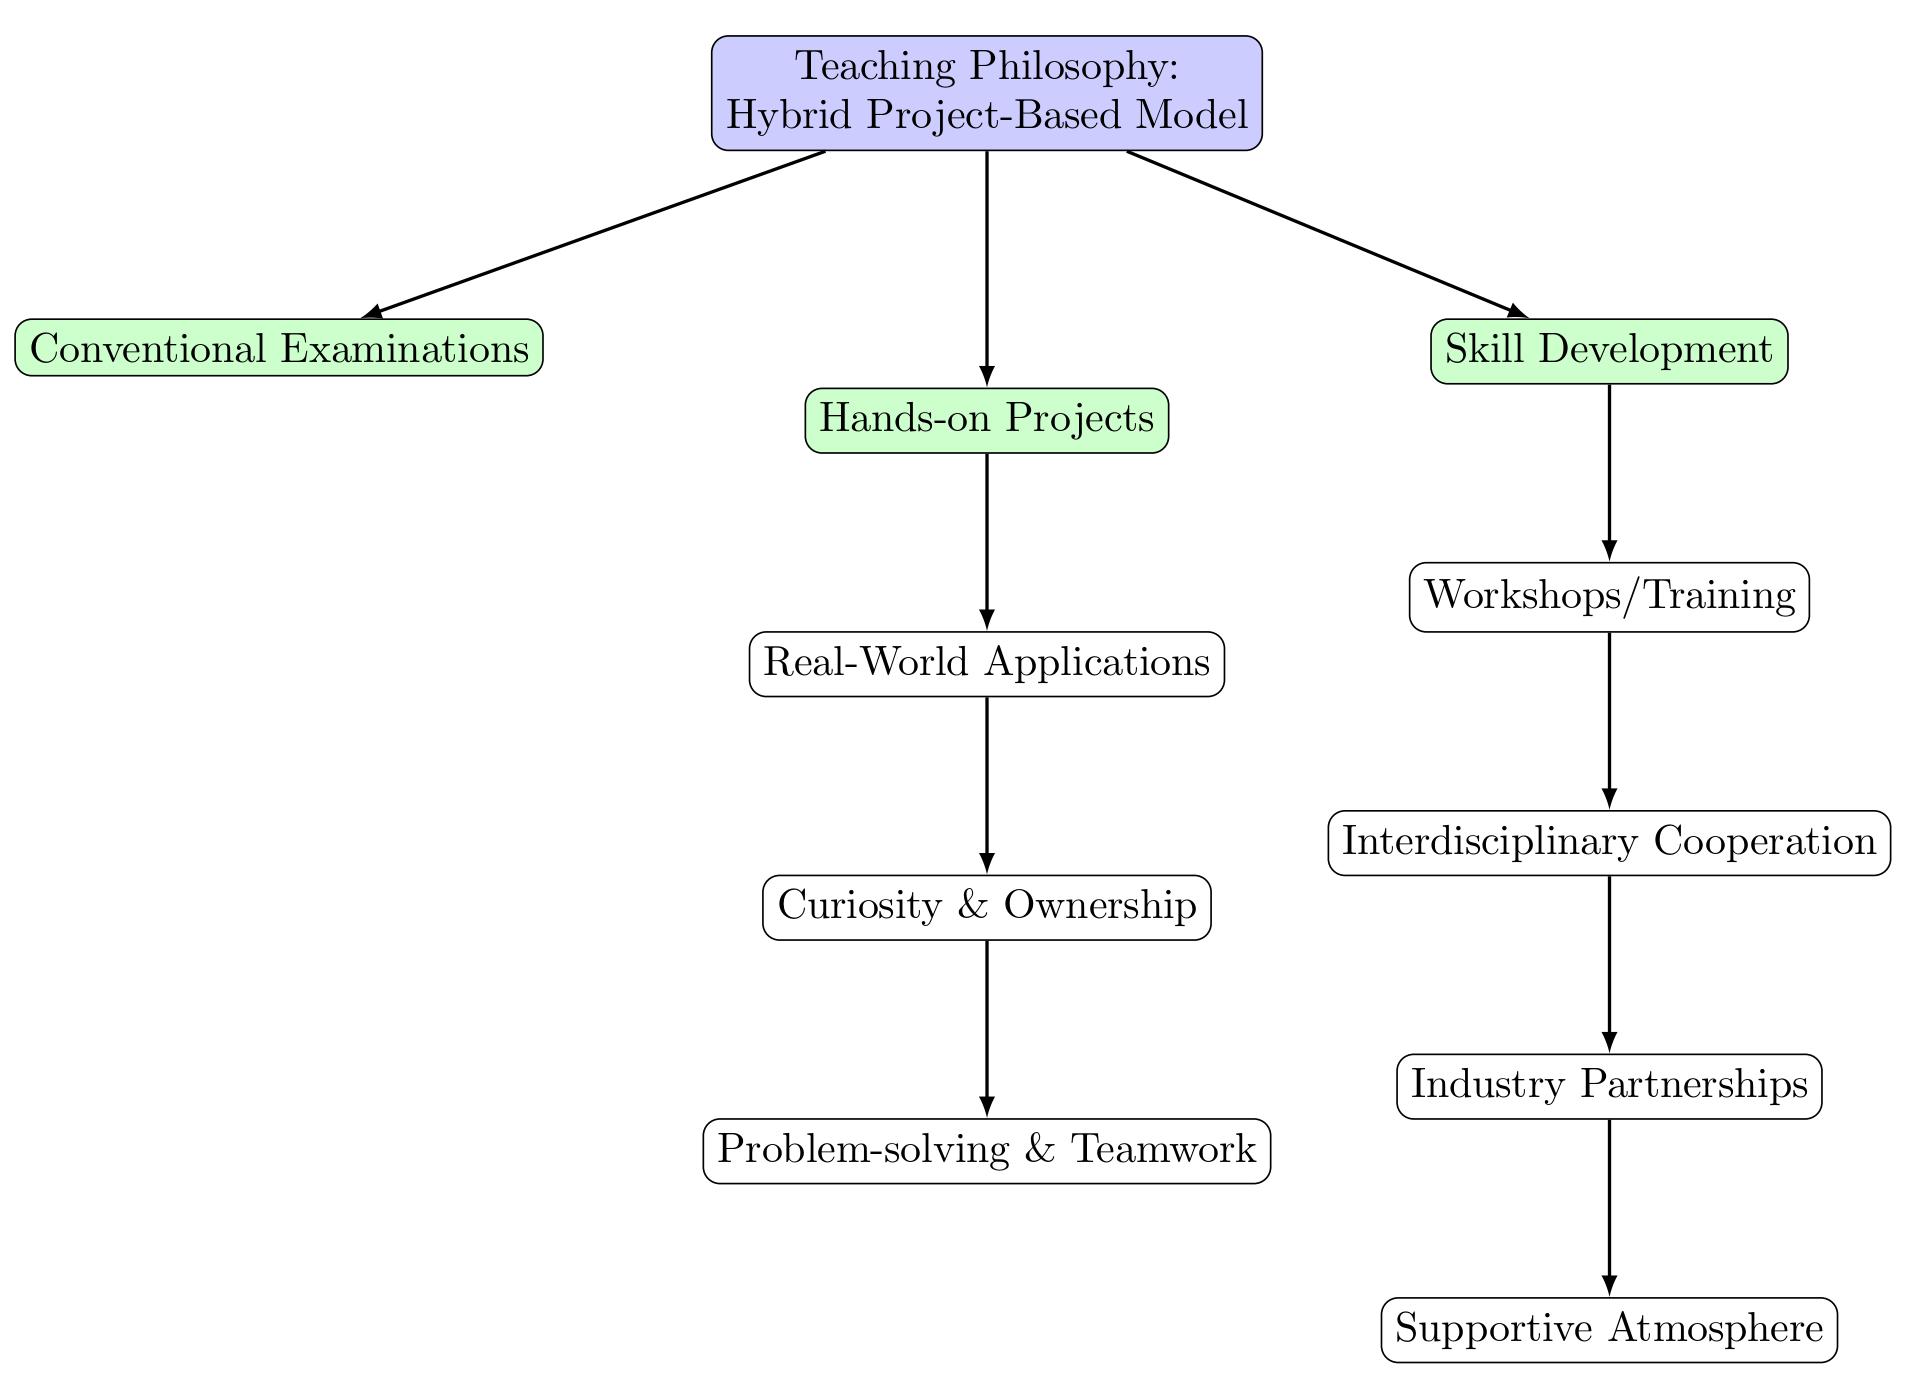 Teaching Philosophy:
Hybrid Project-Based Model
Conventional Examinations
Skill Development
Hands-on Projects
Workshops/Training
Real-World Applications
Interdisciplinary Cooperation
Curiosity & Ownership
Industry Partnerships
Problem-solving & Teamwork
Supportive Atmosphere